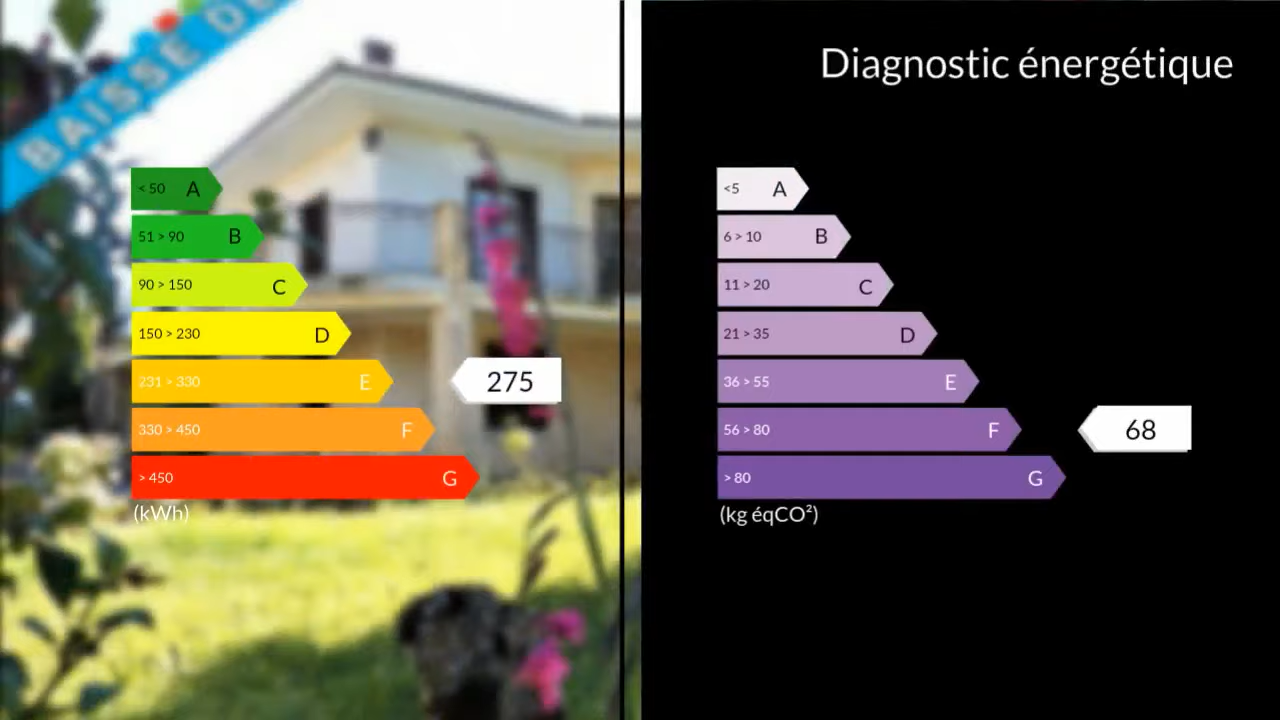 BAISSE DE
Diagnostic énergétique
< 50 A
51 > 90 B
90 > 150 C
150 > 230 D
231 > 330 E
330 > 450 F
> 450 G
(kWh)
275
<5 A
6 > 10 B
11 > 20 C
21 > 35 D
36 > 55 E
56 > 80 F
> 80 G
(kg éqCO²)
68